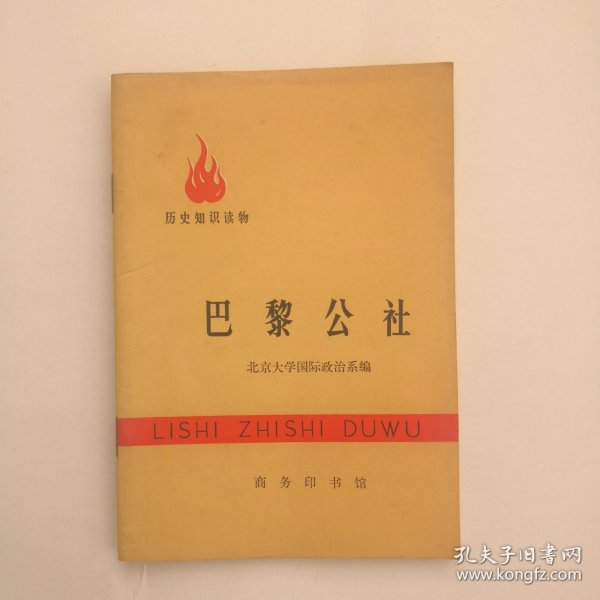 历史知识读物
巴黎公社
北京大学国际政治系编
LISHI ZHISHI DUWU
商务印书馆
孔夫子旧书网
www.kongfz.com